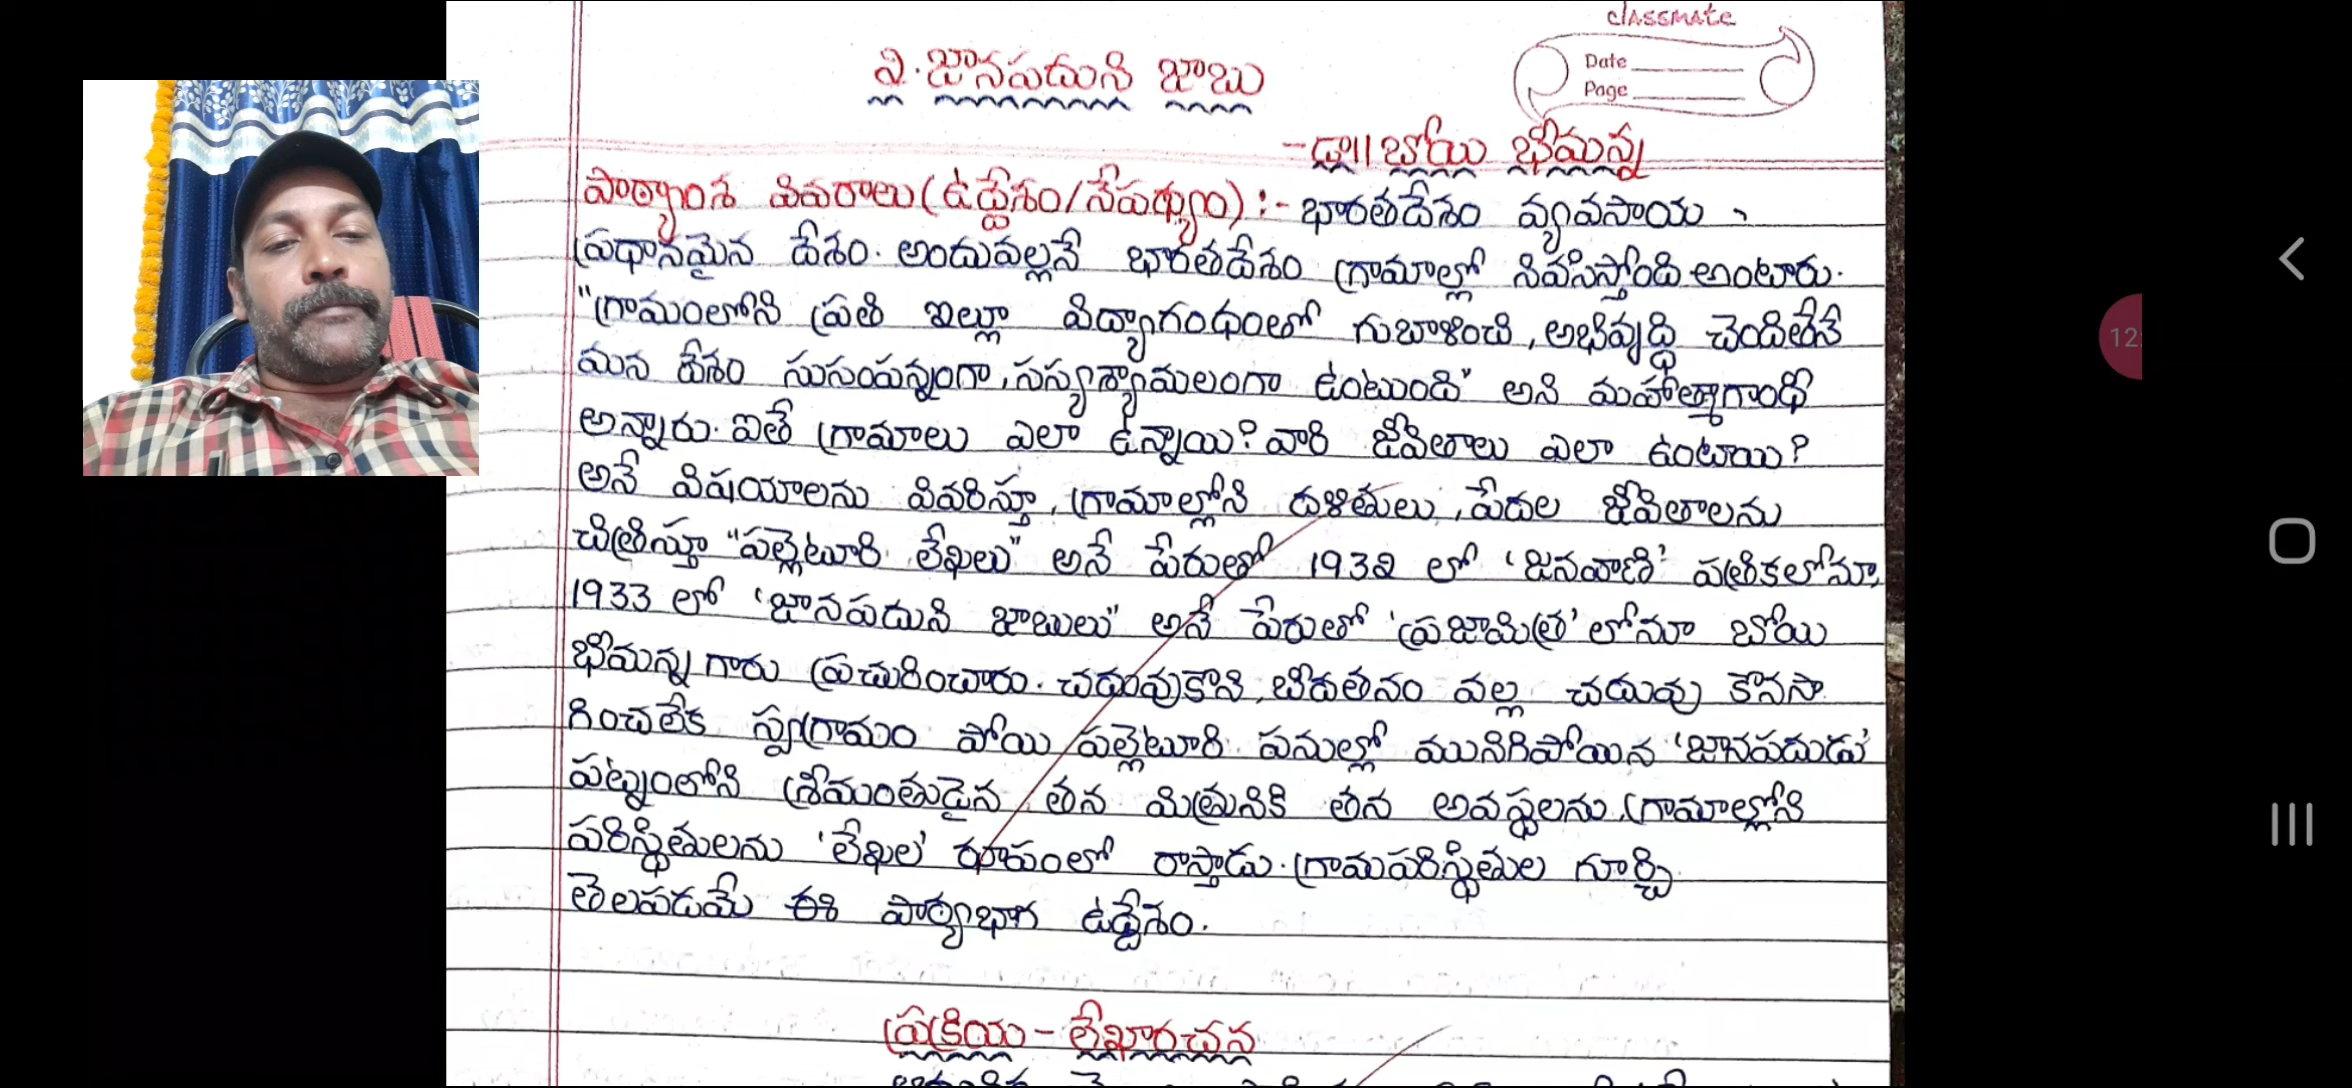 classmate
Date
Page
౨. జానపదుని జాబు
- డా॥ బోయి భీమన్న
పాఠ్యాంశ వివరాలు (ఉద్దేశం/నేపథ్యం) :- భారతదేశం వ్యవసాయ
ప్రధానమైన దేశం. అందువల్లనే భారతదేశం గ్రామాల్లో నివసిస్తోంది అంటారు.
"గ్రామంలోని ప్రతి ఇల్లూ విద్యాగంధంతో గుబాళించి, అభివృద్ధి చెందితేనే
మన దేశం సుసంపన్నంగా, సస్యశ్యామలంగా ఉంటుంది" అని మహాత్మాగాంధీ
అన్నారు. ఐతే గ్రామాలు ఎలా ఉన్నాయి? వారి జీవితాలు ఎలా ఉంటాయి?
అనే విషయాలను వివరిస్తూ, గ్రామాల్లోని దళితులు, పేదల జీవితాలను
చిత్రిస్తూ "పల్లెటూరి లేఖలు" అనే పేరుతో 1932 లో 'జనవాణి' పత్రికలోనూ,
1933 లో 'జానపదుని జాబులు" అనే పేరుతో 'ప్రజామిత్ర' లోనూ బోయి
భీమన్న గారు ప్రచురించారు. చదువుకొని, బీదతనం వల్ల చదువు కొనసా
గించలేక స్వగ్రామం పోయి పల్లెటూరి పనుల్లో మునిగిపోయిన 'జానపదుడు'
పట్నంలోని శ్రీమంతుడైన తన మిత్రునికి తన అవస్థలను, గ్రామాల్లోని
పరిస్థితులను 'లేఖల' రూపంలో రాస్తాడు. గ్రామపరిస్థితుల గూర్చి
తెలపడమే ఈ పాఠ్యభాగ ఉద్దేశం.
ప్రక్రియ - లేఖారచన
12: